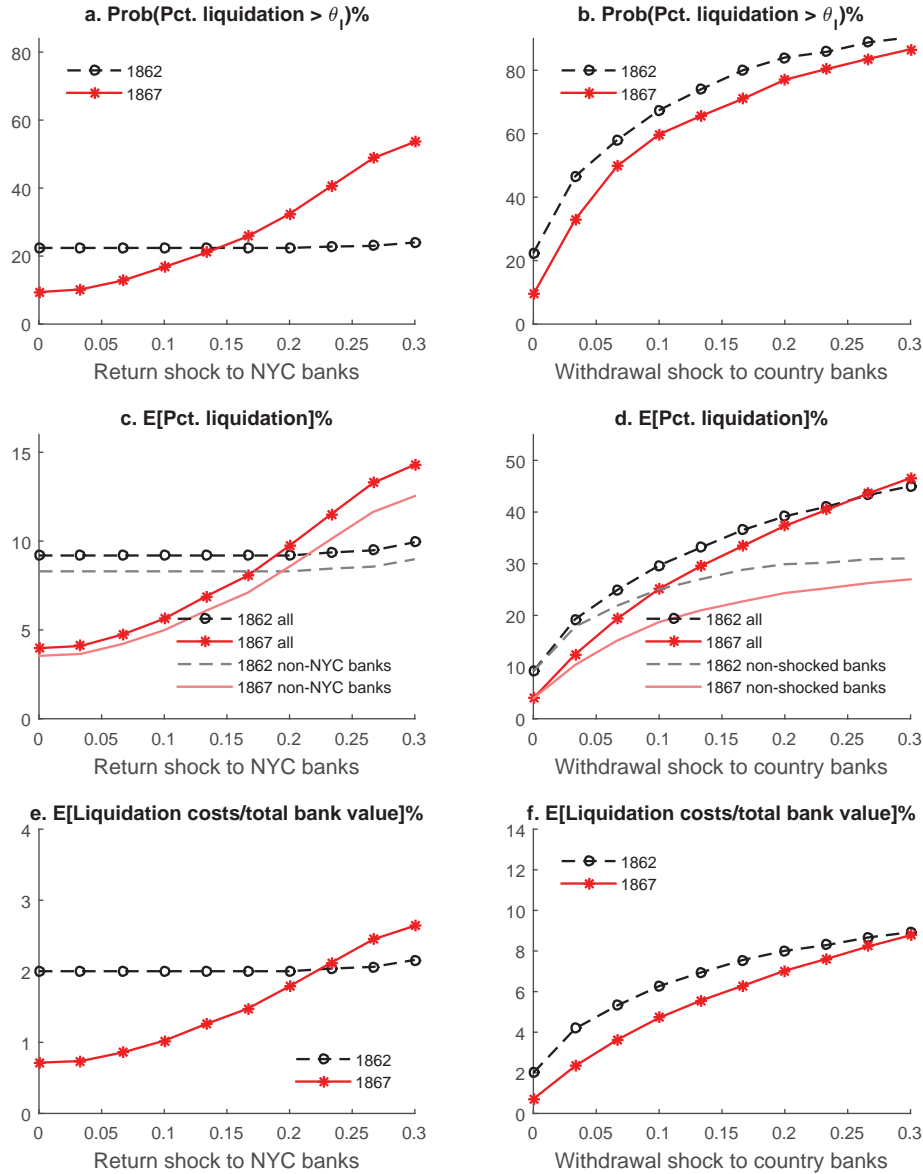 a. Prob(Pct. liquidation > θ_l)%
80
60
40
20
0
1862
1867
0 0.05 0.1 0.15 0.2 0.25 0.3
Return shock to NYC banks
b. Prob(Pct. liquidation > θ_l)%
80
60
40
20
0
1862
1867
0 0.05 0.1 0.15 0.2 0.25 0.3
Withdrawal shock to country banks
c. E[Pct. liquidation]%
15
10
5
0
1862 all
1867 all
1862 non-NYC banks
1867 non-NYC banks
0 0.05 0.1 0.15 0.2 0.25 0.3
Return shock to NYC banks
d. E[Pct. liquidation]%
50
40
30
20
10
0
1862 all
1867 all
1862 non-shocked banks
1867 non-shocked banks
0 0.05 0.1 0.15 0.2 0.25 0.3
Withdrawal shock to country banks
e. E[Liquidation costs/total bank value]%
4
3
2
1
0
1862
1867
0 0.05 0.1 0.15 0.2 0.25 0.3
Return shock to NYC banks
f. E[Liquidation costs/total bank value]%
14
12
10
8
6
4
2
0
1862
1867
0 0.05 0.1 0.15 0.2 0.25 0.3
Withdrawal shock to country banks